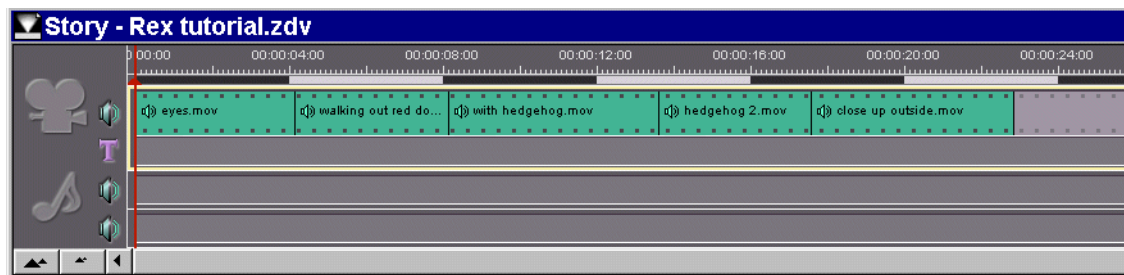 Story - Rex tutorial.zdv
0:00:00 00:00:04:00 00:00:08:00 00:00:12:00 00:00:16:00 00:00:20:00 00:00:24:00
eyes.mov walking out red do... with hedgehog.mov hedgehog 2.mov close up outside.mov
T